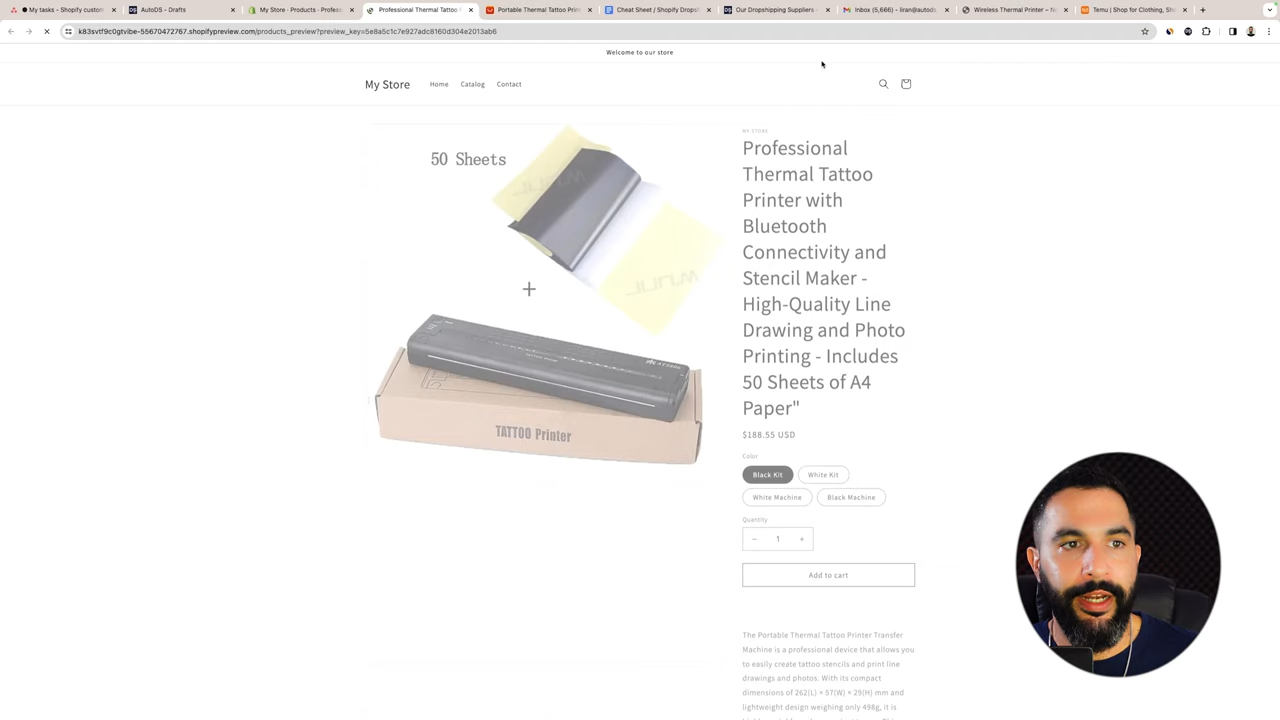 My tasks - Shopify custom
AutoDS - Drafts
My Store - Products - Profess
Professional Thermal Tattoo
Portable Thermal Tattoo Prin
Cheat Sheet / Shopify Drops
Our Dropshipping Suppliers -
Inbox (5,666) - liran@autods
Wireless Thermal Printer – N
Temu | Shop for Clothing, Sh
k83svtf9c0gtvibe-55670472767.shopifypreview.com/products_preview?preview_key=5e8a5c1c7e927adc8160d304e2013ab6
Welcome to our store
My Store
Home
Catalog
Contact
50 Sheets
+
TATTOO Printer
MY STORE
Professional
Thermal Tattoo
Printer with
Bluetooth
Connectivity and
Stencil Maker -
High-Quality Line
Drawing and Photo
Printing - Includes
50 Sheets of A4
Paper"
$188.55 USD
Color
Black Kit
White Kit
White Machine
Black Machine
Quantity
− 1 +
Add to cart
The Portable Thermal Tattoo Printer Transfer
Machine is a professional device that allows you
to easily create tattoo stencils and print line
drawings and photos. With its compact
dimensions of 262(L) × 57(W) × 29(H) mm and
lightweight design weighing only 498g, it is